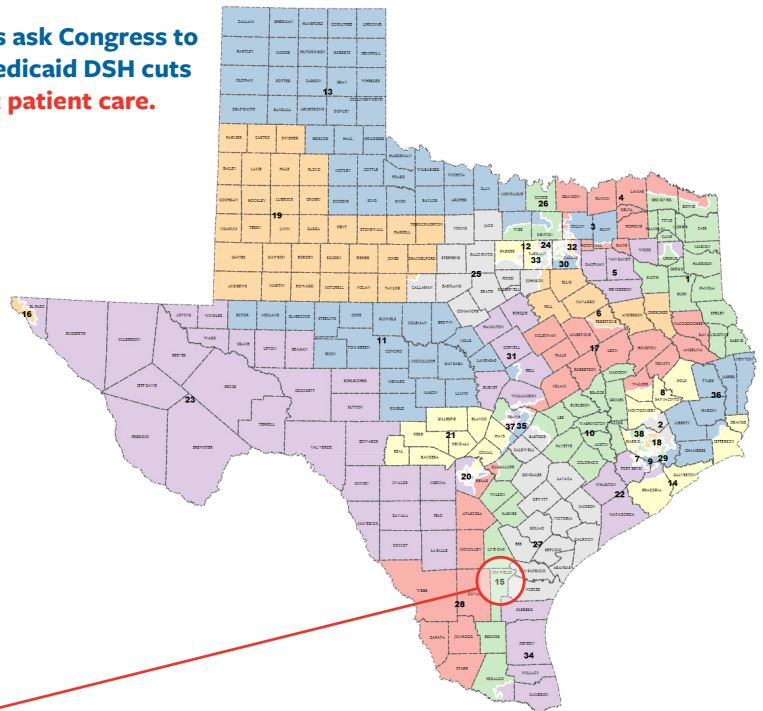 s ask Congress to
edicaid DSH cuts
t patient care.
DALLAM SHERMAN HANSFORD OCHILTREE LIPSCOMB
HARTLEY MOORE HUTCHINSON ROBERTS HEMPHILL
OLDHAM POTTER CARSON GRAY WHEELER
13
DEAF SMITH RANDALL ARMSTRONG DONLEY COLLINGSWORTH
PARMER CASTRO SWISHER BRISCOE HALL CHILDRESS
HARDEMAN
BAILEY LAMB HALE FLOYD MOTLEY COTTLE FOARD WILBARGER WICHITA
CLAY MONTAGUE COOKE GRAYSON FANNIN LAMAR RED RIVER BOWIE
26 4
COCHRAN HOCKLEY LUBBOCK CROSBY DICKENS KING KNOX BAYLOR ARCHER
19
JACK WISE DENTON COLLIN HUNT DELTA HOPKINS FRANKLIN TITUS CAMP CASS
3
YOAKUM TERRY LYNN GARZA KENT STONEWALL HASKELL THROCKMORTON YOUNG
12 24 32
PARKER TARRANT DALLAS ROCKWALL RAINS WOOD UPSHUR MARION
33 30
KAUFMAN VAN ZANDT GREGG HARRISON
5
GAINES DAWSON BORDEN SCURRY FISHER JONES SHACKELFORD STEPHENS PALO PINTO
25
HOOD JOHNSON ELLIS HENDERSON SMITH RUSK PANOLA
1
ANDREWS MARTIN HOWARD MITCHELL NOLAN TAYLOR CALLAHAN EASTLAND ERATH SOMERVELL
HILL NAVARRO ANDERSON CHEROKEE SHELBY
6
FREESTONE NACOGDOCHES SAN AUGUSTINE SABINE
16
EL PASO HUDSPETH CULBERSON LOVING WINKLER ECTOR MIDLAND GLASSCOCK STERLING COKE RUNNELS COLEMAN BROWN COMANCHE
HAMILTON BOSQUE MCLENNAN LIMESTONE LEON HOUSTON ANGELINA
11 17
REEVES WARD CRANE UPTON REAGAN IRION TOM GREEN CONCHO MCCULLOCH SAN SABA MILLS LAMPASAS CORYELL
31
BELL FALLS ROBERTSON MADISON TRINITY NEWTON
JEFF DAVIS PECOS CROCKETT SCHLEICHER MENARD MASON LLANO BURNET WILLIAMSON MILAM BRAZOS GRIMES WALKER POLK TYLER JASPER
23 8 36
SUTTON KIMBLE GILLESPIE BLANCO TRAVIS LEE BURLESON WASHINGTON MONTGOMERY SAN JACINTO LIBERTY HARDIN
37 35
PRESIDIO BREWSTER TERRELL VAL VERDE EDWARDS KERR KENDALL HAYS BASTROP AUSTIN WALLER HARRIS ORANGE
21 10 38 2 18
REAL BANDERA COMAL CALDWELL FAYETTE COLORADO FORT BEND CHAMBERS JEFFERSON
7 9 29
KINNEY UVALDE MEDINA BEXAR GUADALUPE GONZALES LAVACA WHARTON BRAZORIA GALVESTON
20 22 14
MAVERICK ZAVALA FRIO ATASCOSA WILSON KARNES DEWITT JACKSON MATAGORDA
DIMMIT LA SALLE MCMULLEN LIVE OAK BEE GOLIAD VICTORIA CALHOUN REFUGIO
27
WEBB DUVAL JIM WELLS SAN PATRICIO ARANSAS NUECES
15
28
KLEBERG
ZAPATA JIM HOGG BROOKS KENEDY
34
STARR HIDALGO WILLACY
CAMERON